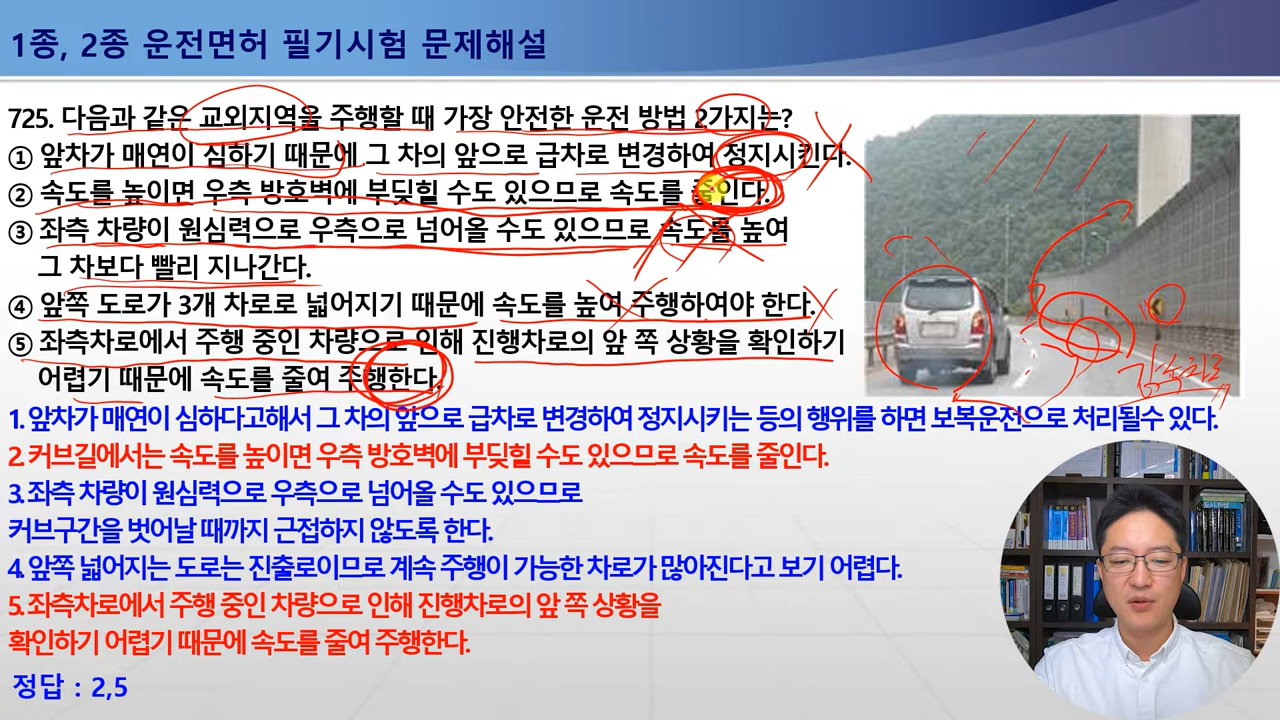 1종, 2종 운전면허 필기시험 문제해설
725. 다음과 같은 교외지역을 주행할 때 가장 안전한 운전 방법 2가지는?
① 앞차가 매연이 심하기 때문에 그 차의 앞으로 급차로 변경하여 정지시킨다.
② 속도를 높이면 우측 방호벽에 부딪힐 수도 있으므로 속도를 줄인다.
③ 좌측 차량이 원심력으로 우측으로 넘어올 수도 있으므로 속도를 높여
그 차보다 빨리 지나간다.
④ 앞쪽 도로가 3개 차로로 넓어지기 때문에 속도를 높여 주행하여야 한다.
⑤ 좌측차로에서 주행 중인 차량으로 인해 진행차로의 앞 쪽 상황을 확인하기
어렵기 때문에 속도를 줄여 주행한다.
감속차로
1. 앞차가 매연이 심하다고해서 그 차의 앞으로 급차로 변경하여 정지시키는 등의 행위를 하면 보복운전으로 처리될수 있다.
2. 커브길에서는 속도를 높이면 우측 방호벽에 부딪힐 수도 있으므로 속도를 줄인다.
3. 좌측 차량이 원심력으로 우측으로 넘어올 수도 있으므로
커브구간을 벗어날 때까지 근접하지 않도록 한다.
4. 앞쪽 넓어지는 도로는 진출로이므로 계속 주행이 가능한 차로가 많아진다고 보기 어렵다.
5. 좌측차로에서 주행 중인 차량으로 인해 진행차로의 앞 쪽 상황을
확인하기 어렵기 때문에 속도를 줄여 주행한다.
정답 : 2,5